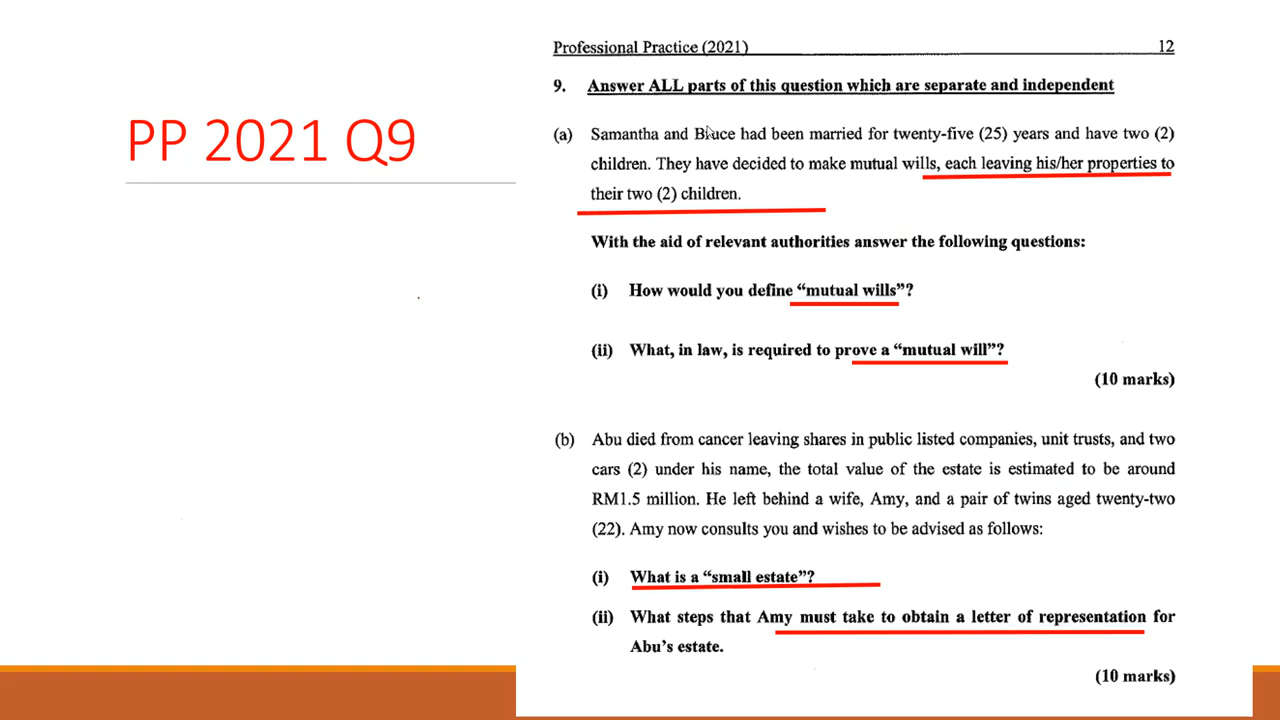 PP 2021 Q9
Professional Practice (2021) 12
9. Answer ALL parts of this question which are separate and independent
(a) Samantha and Bruce had been married for twenty-five (25) years and have two (2)
children. They have decided to make mutual wills, each leaving his/her properties to
their two (2) children.
With the aid of relevant authorities answer the following questions:
(i) How would you define “mutual wills”?
(ii) What, in law, is required to prove a “mutual will”?
(10 marks)
(b) Abu died from cancer leaving shares in public listed companies, unit trusts, and two
cars (2) under his name, the total value of the estate is estimated to be around
RM1.5 million. He left behind a wife, Amy, and a pair of twins aged twenty-two
(22). Amy now consults you and wishes to be advised as follows:
(i) What is a “small estate”?
(ii) What steps that Amy must take to obtain a letter of representation for
Abu’s estate.
(10 marks)